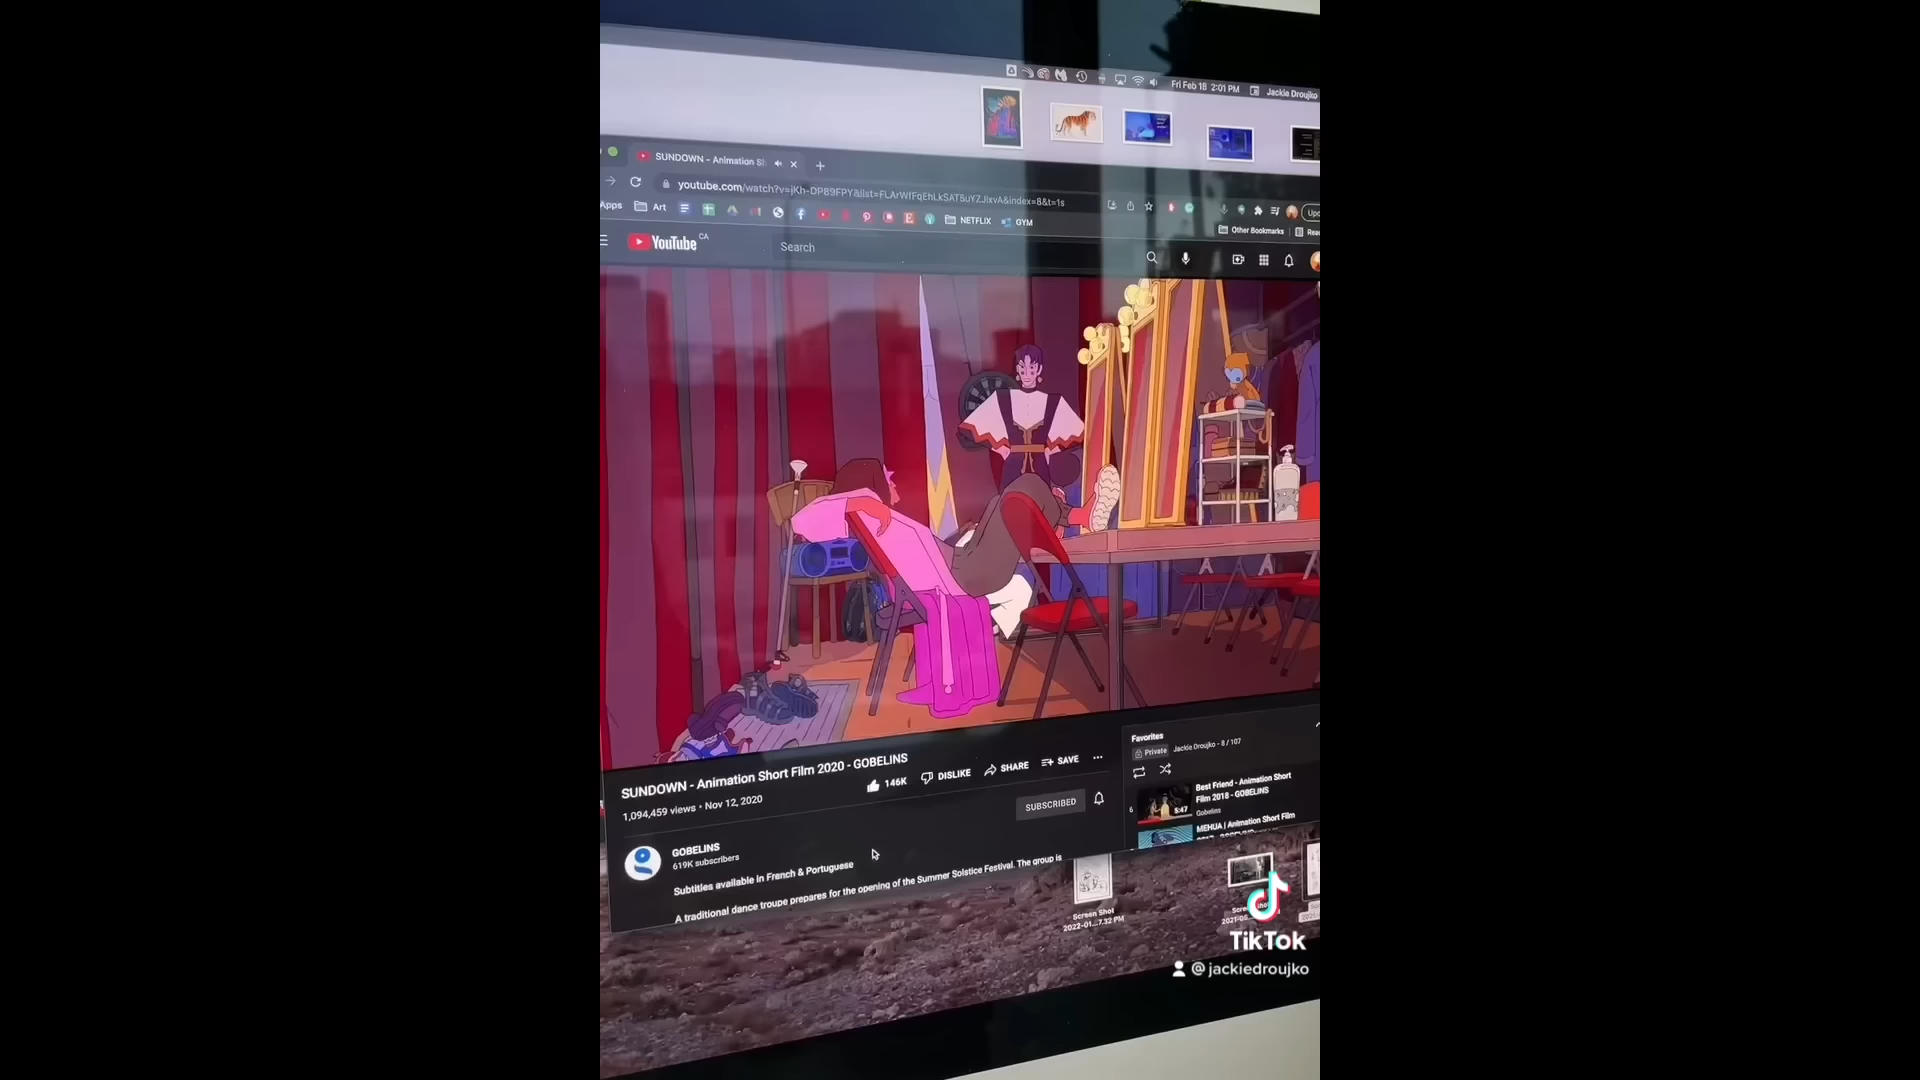 Fri Feb 18 2:01 PM Jackie Droujko
SUNDOWN - Animation Sh
youtube.com/watch?v=jKh-DPB9FPY&list=FLArWfFqEhLkSAT8uYZJIxvA&index=8&t=1s
Apps Art NETFLIX GYM
Other Bookmarks
YouTube CA
Search
SUNDOWN - Animation Short Film 2020 - GOBELINS
1,094,459 views • Nov 12, 2020
146K DISLIKE SHARE SAVE
SUBSCRIBED
GOBELINS
619K subscribers
Subtitles available in French & Portuguese
A traditional dance troupe prepares for the opening of the Summer Solstice Festival. The group is
Favorites
Private Jackie Droujko - 8 / 107
6
5:47
Best Friend - Animation Short
Film 2018 - GOBELINS
Gobelins
MEHUA | Animation Short Film
Screen Shot
2022-01...7.32 PM
TikTok
@jackiedroujko